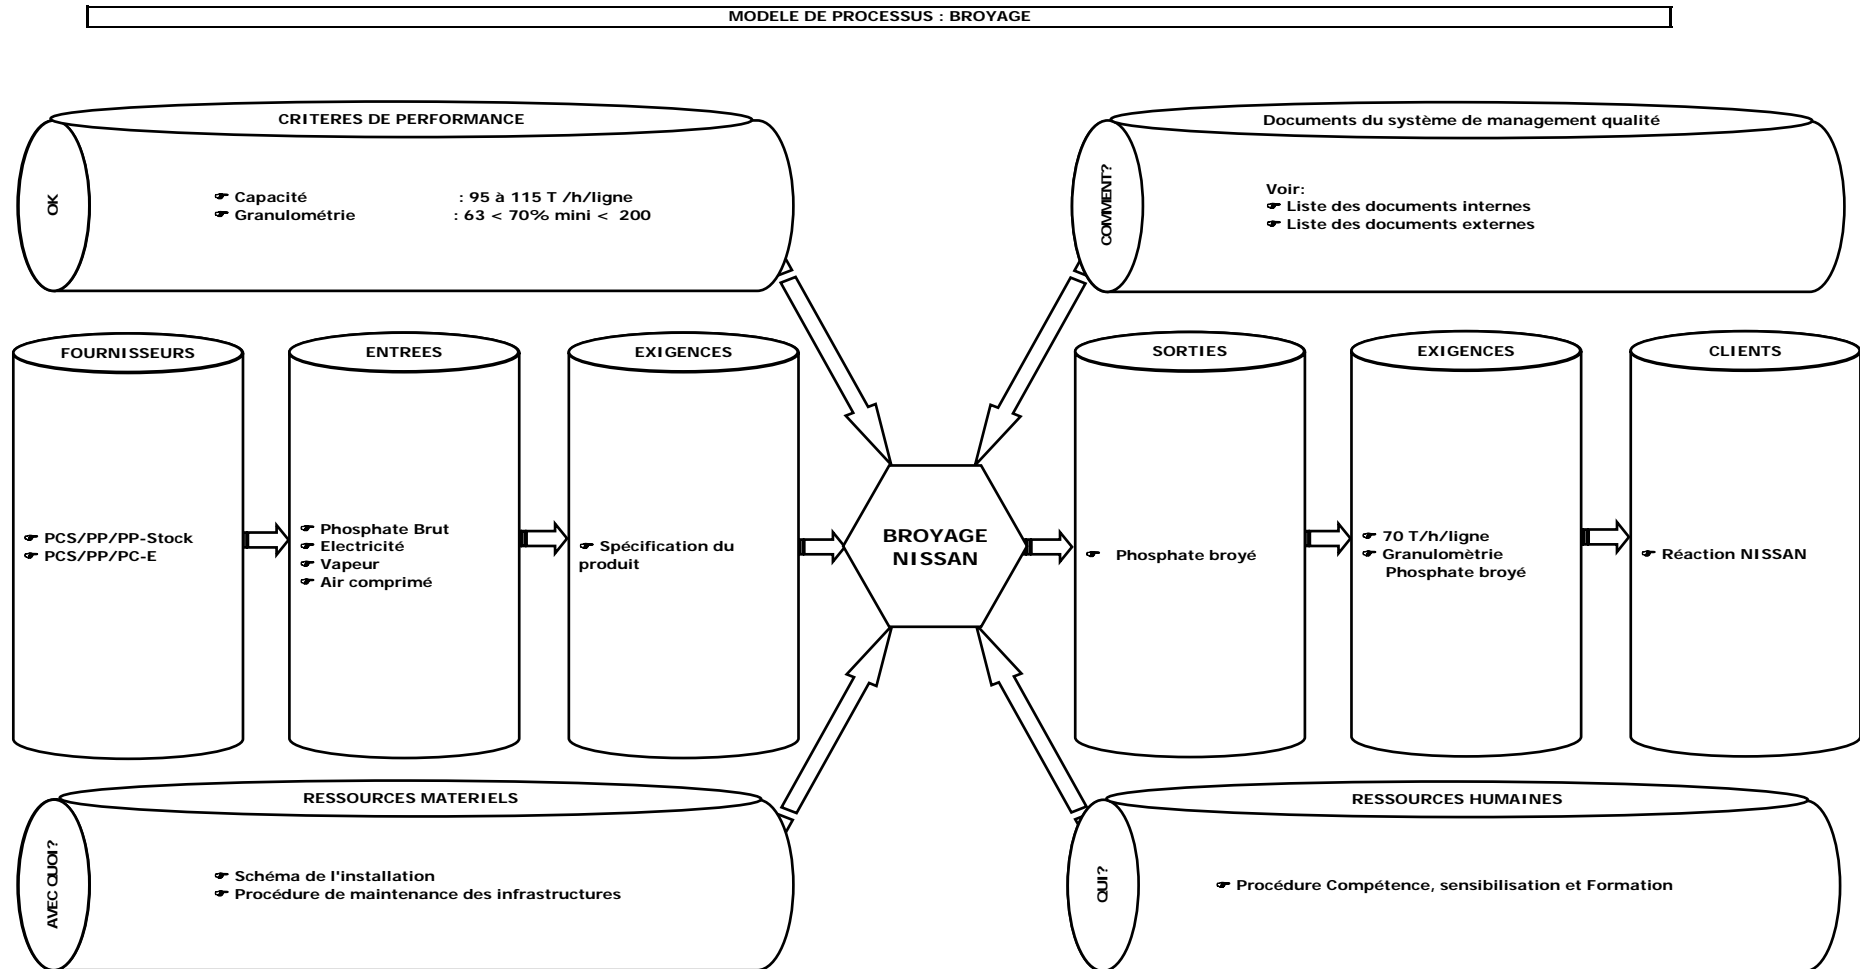 MODELE DE PROCESSUS : BROYAGE
CRITERES DE PERFORMANCE
OK
☞ Capacité : 95 à 115 T /h/ligne
☞ Granulométrie : 63 < 70% mini < 200
Documents du système de management qualité
COMMENT?
Voir:
☞ Liste des documents internes
☞ Liste des documents externes
FOURNISSEURS
☞ PCS/PP/PP-Stock
☞ PCS/PP/PC-E
ENTREES
☞ Phosphate Brut
☞ Electricité
☞ Vapeur
☞ Air comprimé
EXIGENCES
☞ Spécification du
produit
BROYAGE
NISSAN
SORTIES
☞ Phosphate broyé
EXIGENCES
☞ 70 T/h/ligne
☞ Granulomètrie
Phosphate broyé
CLIENTS
☞ Réaction NISSAN
RESSOURCES MATERIELS
AVEC QUOI?
☞ Schéma de l'installation
☞ Procédure de maintenance des infrastructures
RESSOURCES HUMAINES
QUI?
☞ Procédure Compétence, sensibilisation et Formation